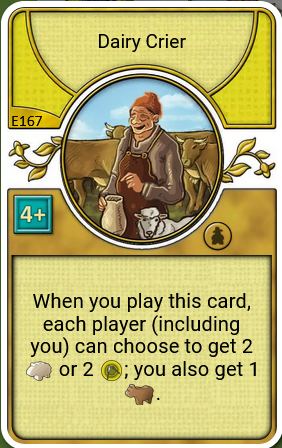 Dairy Crier
E167
4+
When you play this card,
each player (including
you) can choose to get 2
or 2 ; you also get 1
.